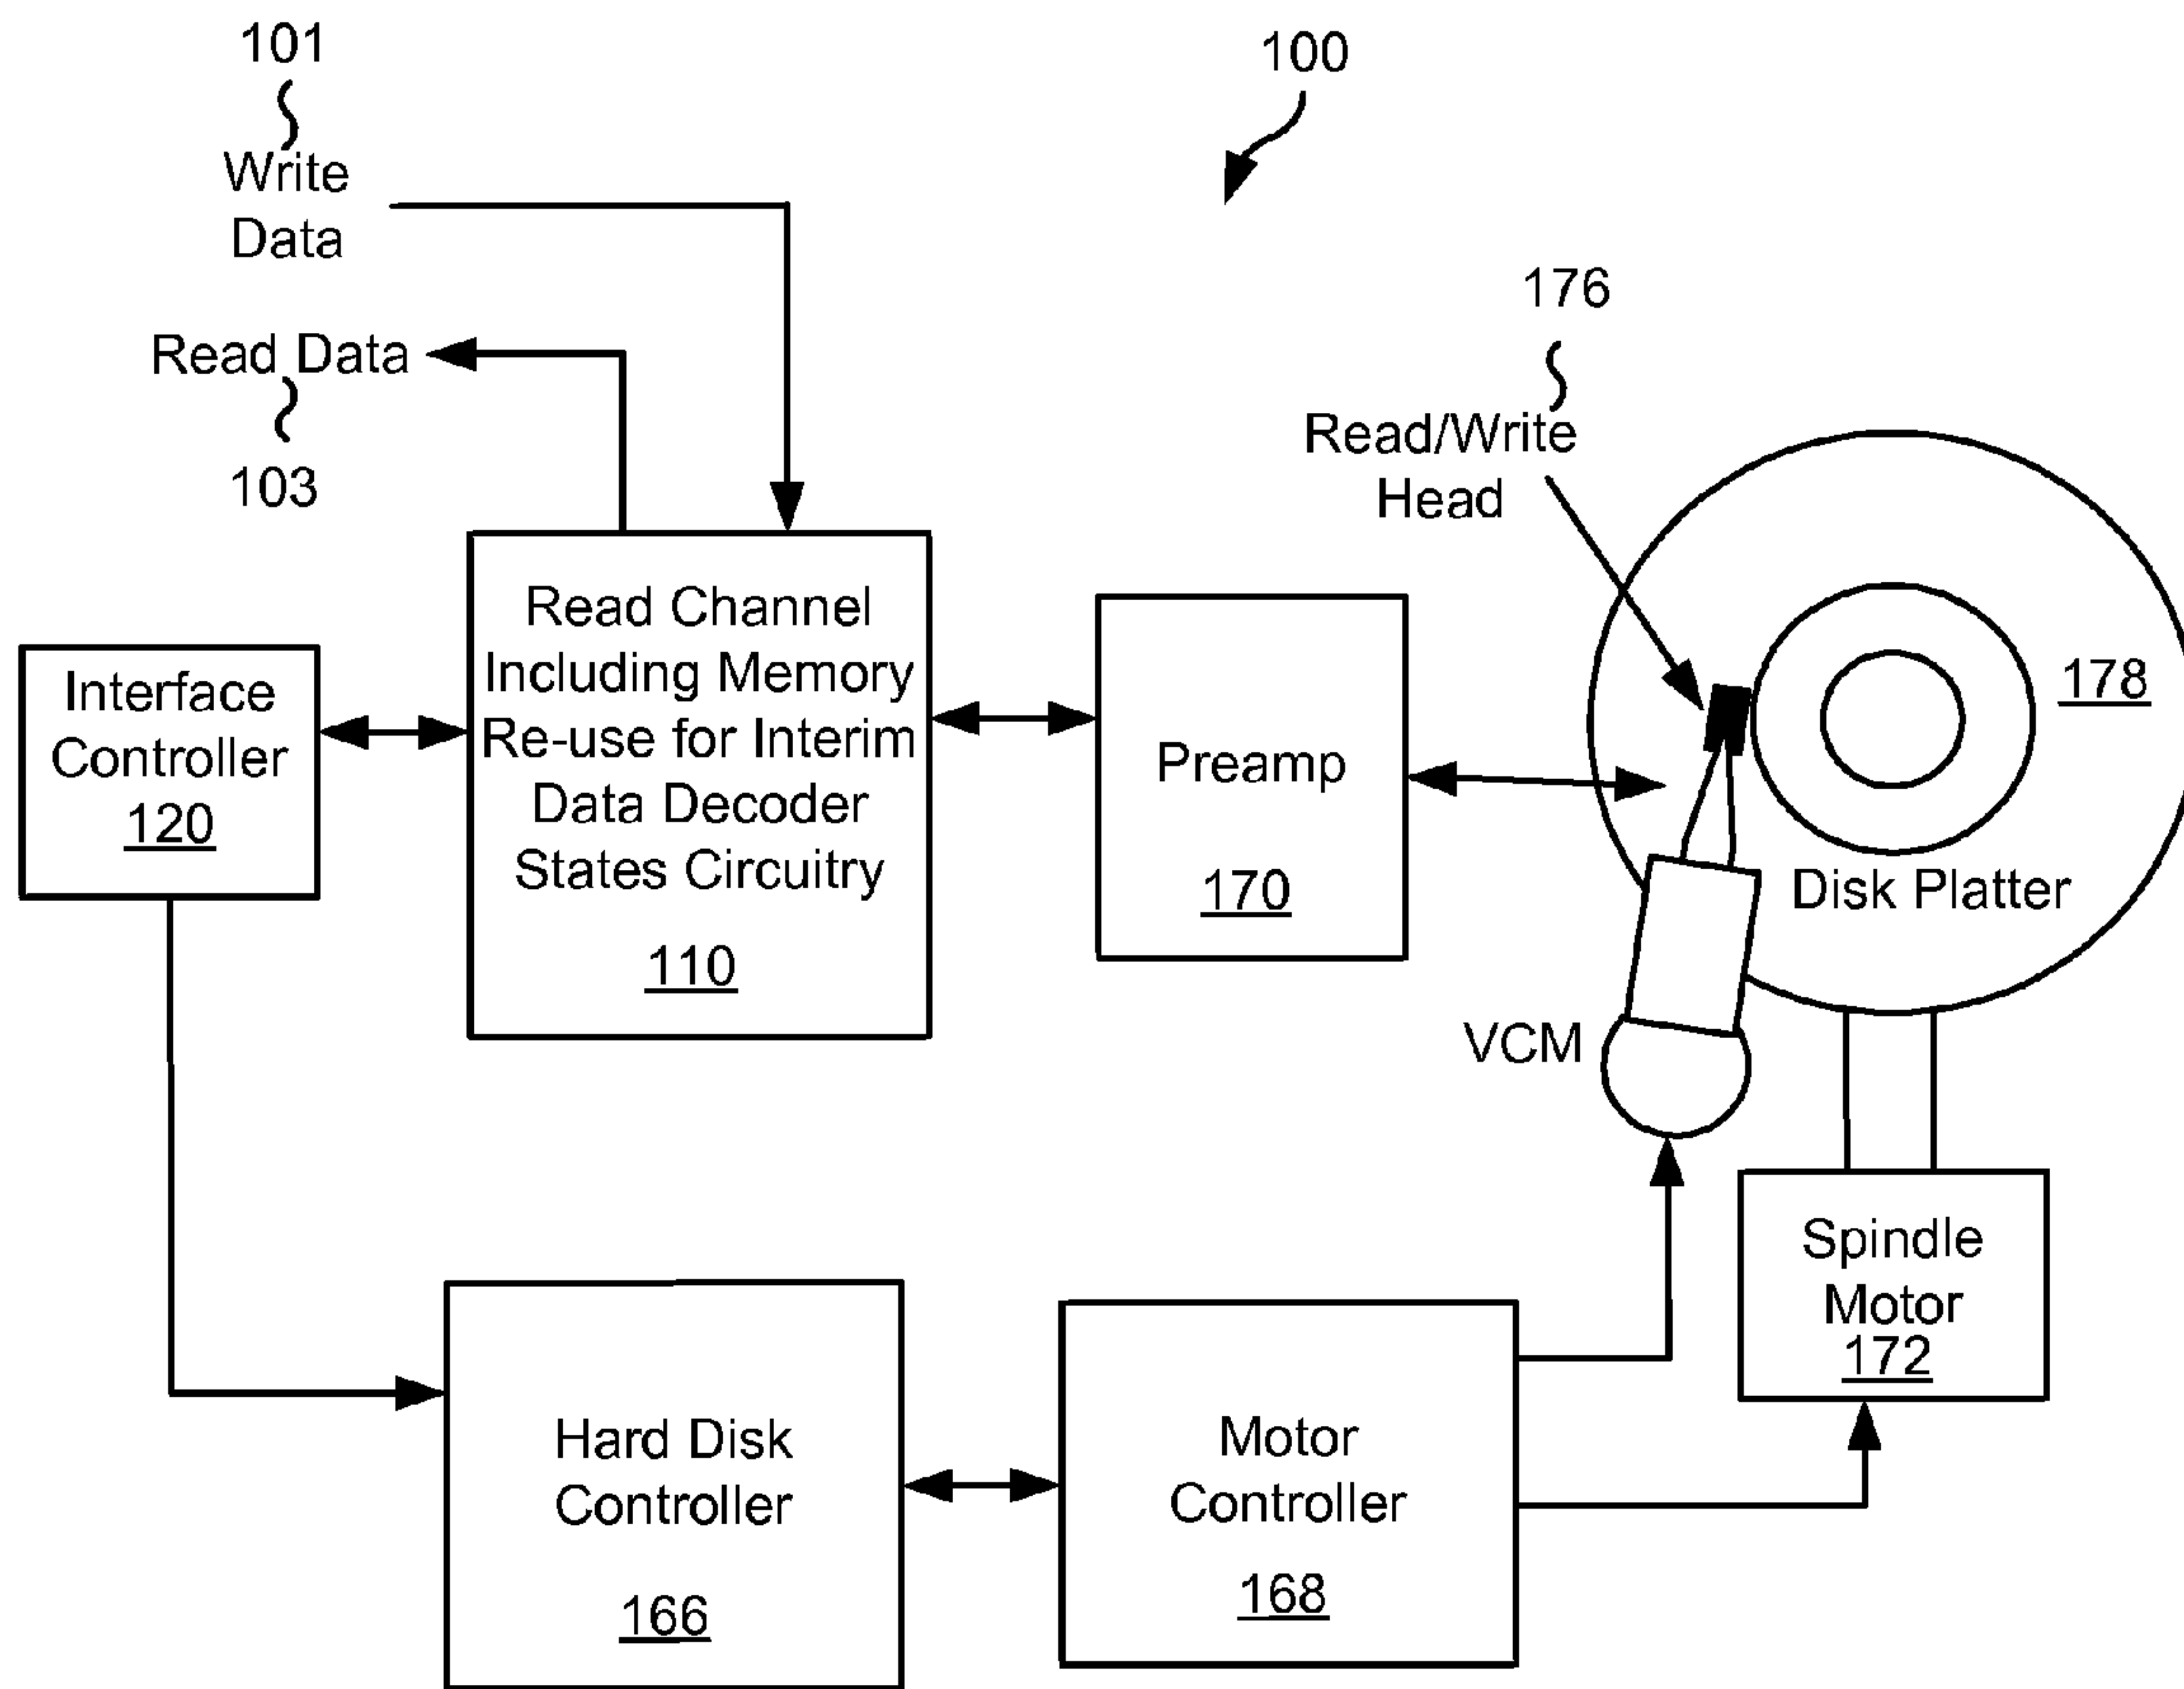 101
Write
Data
100
Read Data
103
176
Read/Write
Head
Interface
Controller
120
Read Channel
Including Memory
Re-use for Interim
Data Decoder
States Circuitry
110
Preamp
170
178
Disk Platter
VCM
Spindle
Motor
172
Hard Disk
Controller
166
Motor
Controller
168